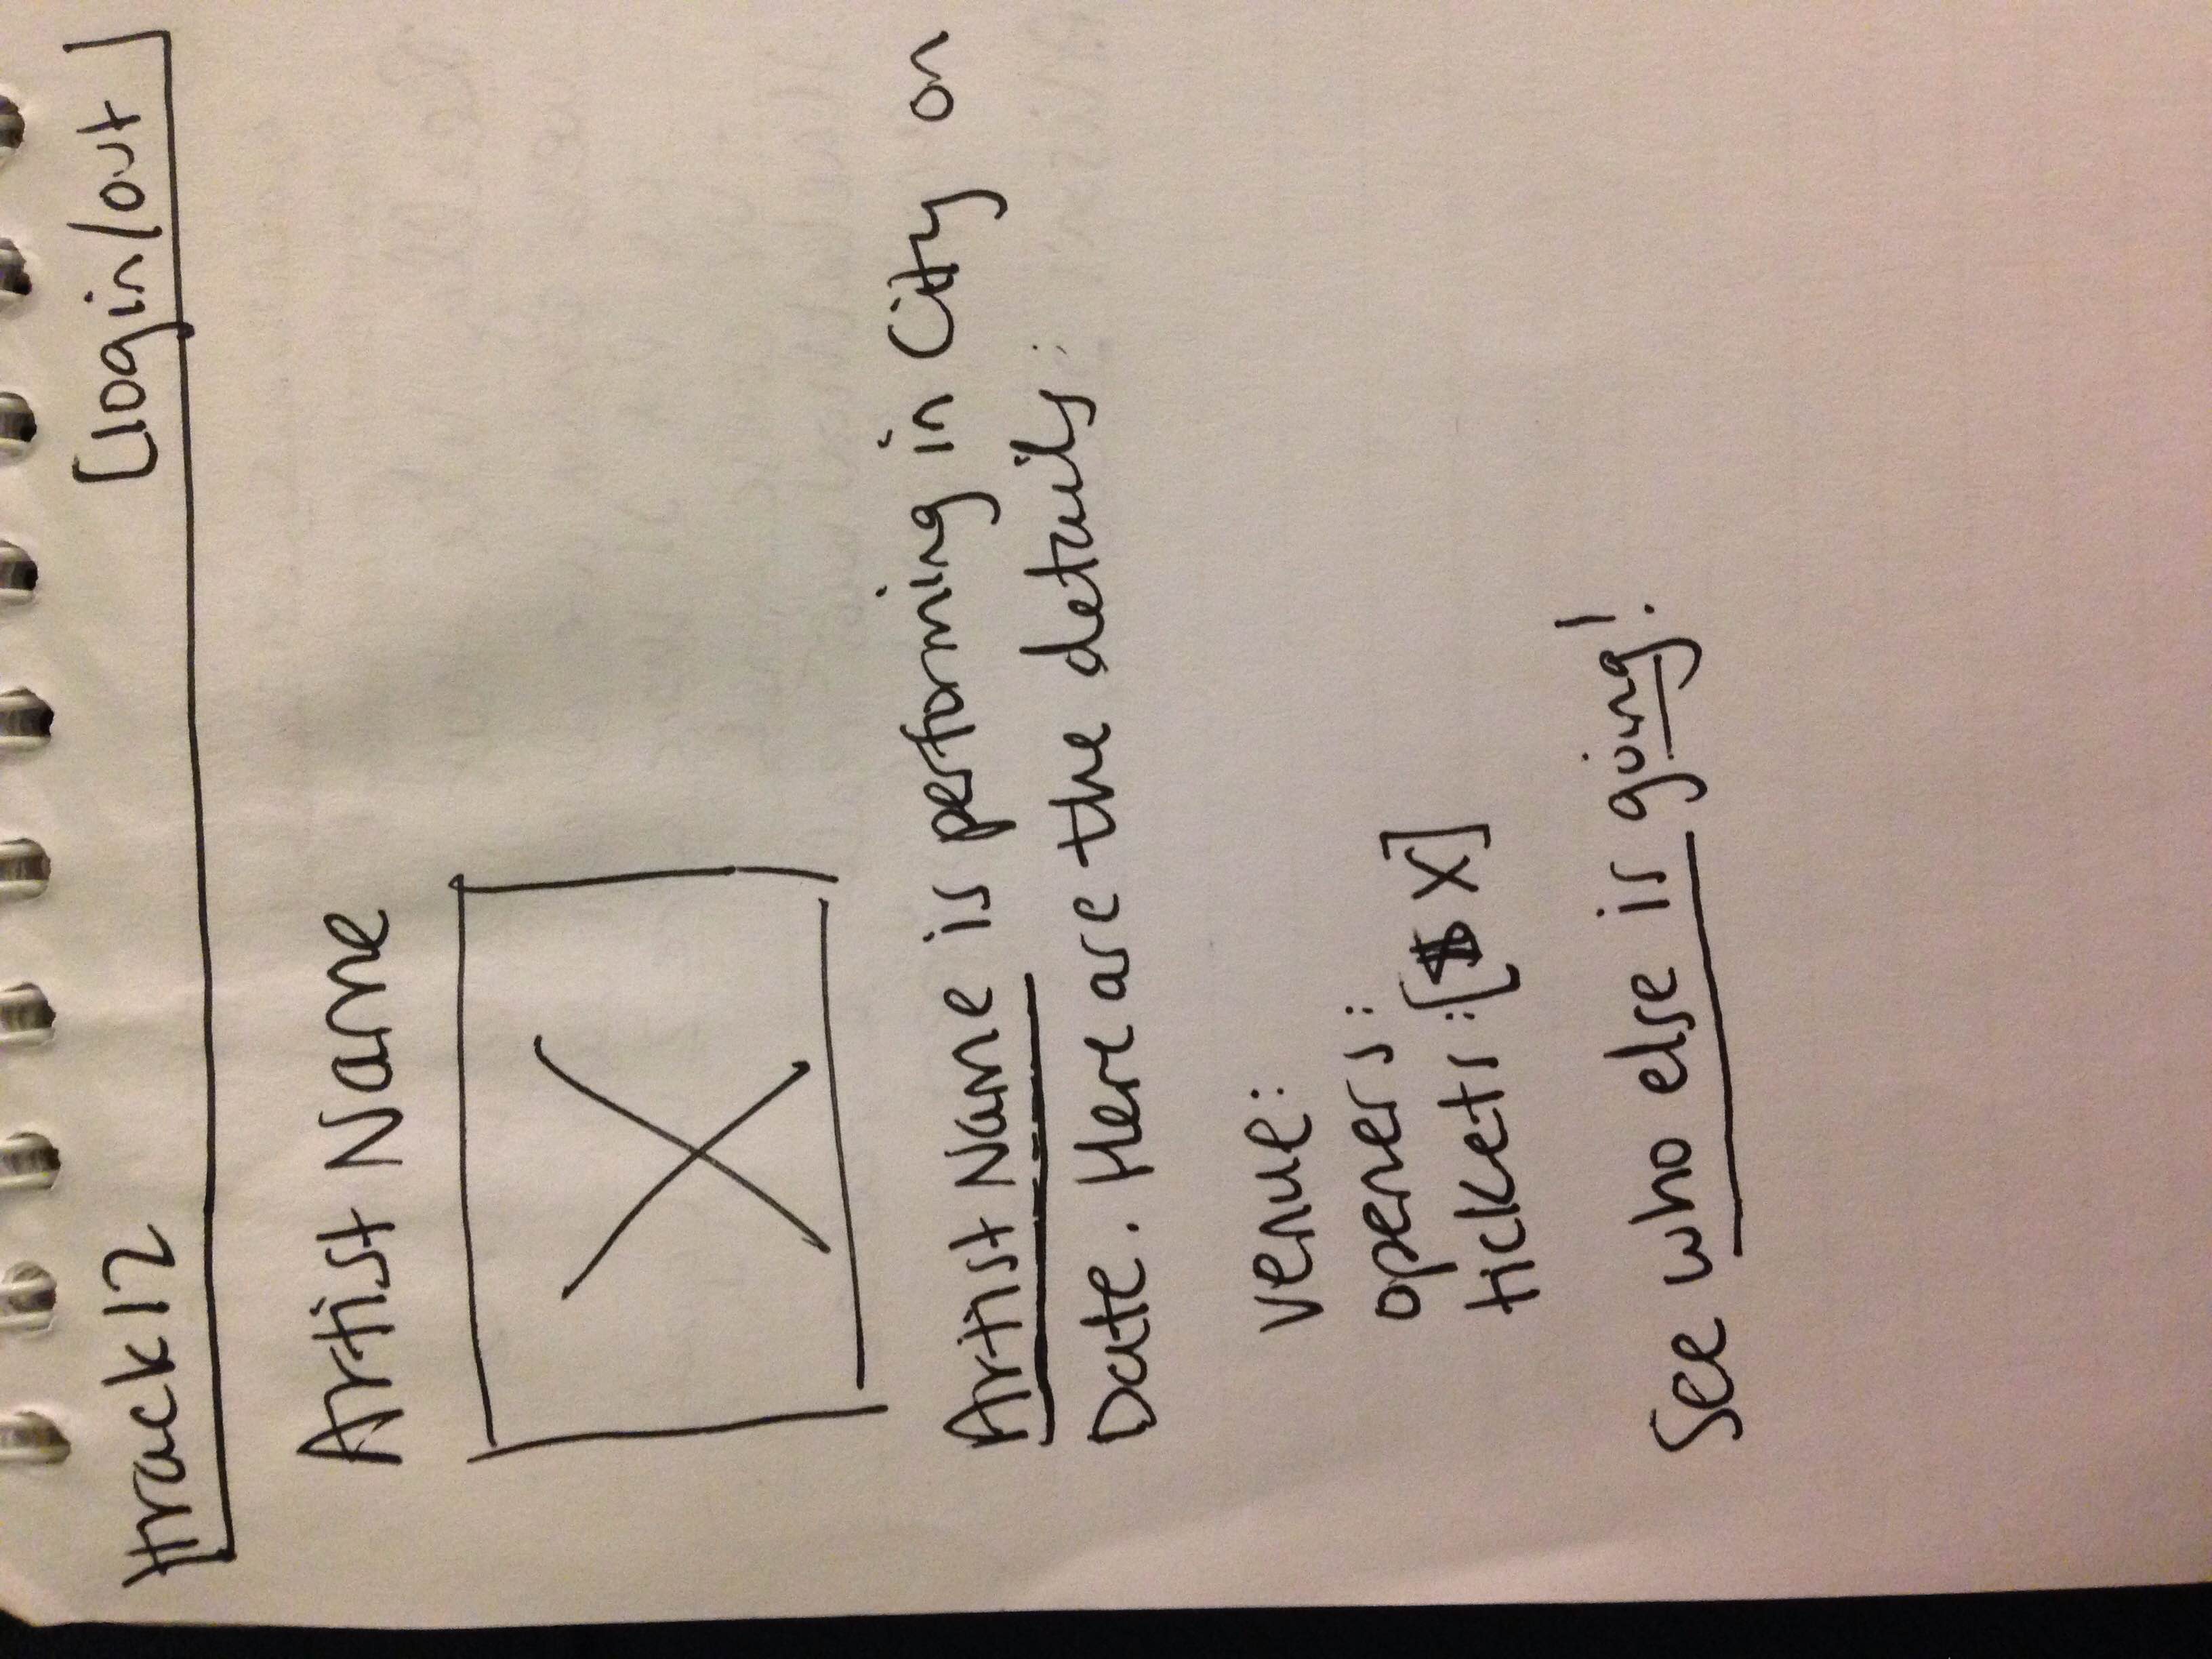 track12 [login/out]
Artist Name
Artist Name is performing in City on
Date. Here are the details:
venue:
openers:
tickets:[$ X]
See who else is going!